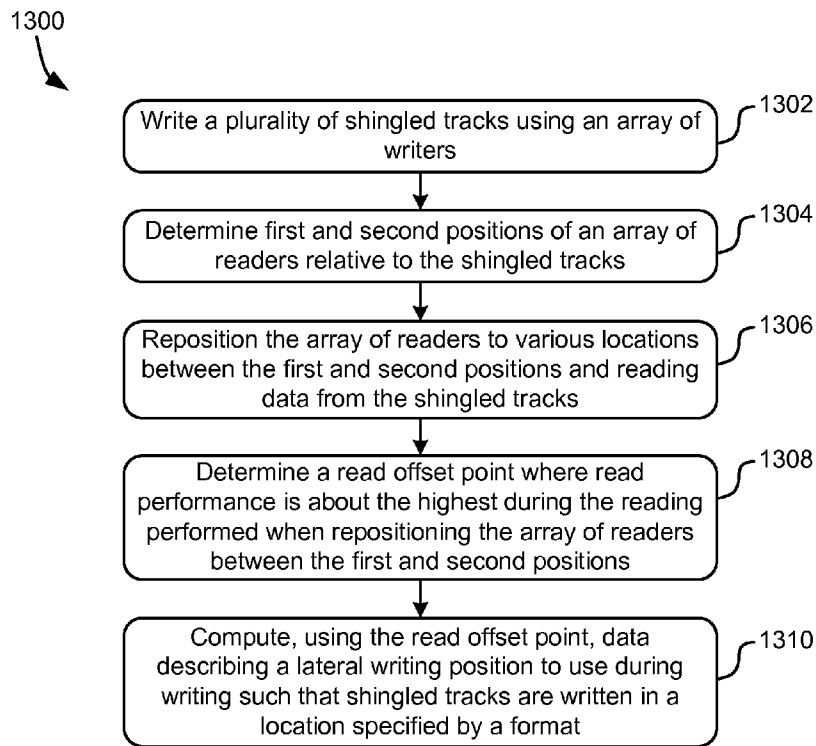 1300
1302
Write a plurality of shingled tracks using an array of
writers
1304
Determine first and second positions of an array of
readers relative to the shingled tracks
1306
Reposition the array of readers to various locations
between the first and second positions and reading
data from the shingled tracks
1308
Determine a read offset point where read
performance is about the highest during the reading
performed when repositioning the array of readers
between the first and second positions
1310
Compute, using the read offset point, data
describing a lateral writing position to use during
writing such that shingled tracks are written in a
location specified by a format